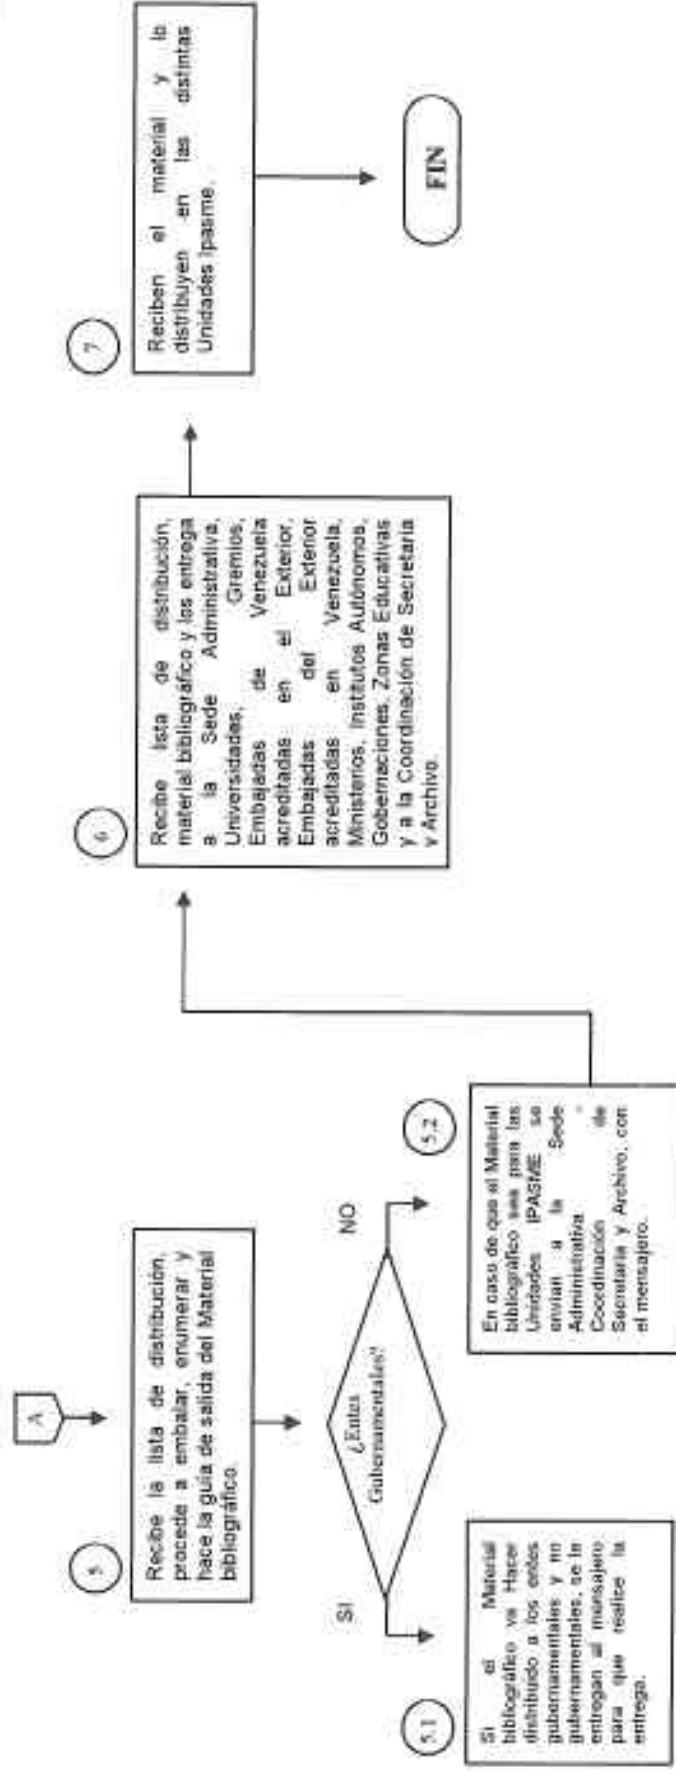 A
5
Recibe la lista de distribución,
procede a embalar, enumerar y
hace la guía de salida del Material
bibliográfico.
¿Entes
Gubernamentales?
SI
NO
5.1
Si el Material
bibliográfico va Hacer
distribuido a los entes
gubernamentales y no
gubernamentales, se le
entregan al mensajero
para que realice la
entrega.
5.2
En caso de que el Material
bibliográfico sea para las
Unidades IPASME se
envían a la Sede
Administrativa -
Coordinación de
Secretaría y Archivo, con
el mensajero.
6
Recibe lista de distribución,
material bibliográfico y los entrega
a la Sede Administrativa,
Universidades, Gremios,
Embajadas de Venezuela
acreditadas en el Exterior,
Embajadas del Exterior
acreditadas en Venezuela,
Ministerios, Institutos Autónomos,
Gobernaciones, Zonas Educativas
y a la Coordinación de Secretaría
y Archivo.
7
Reciben el material y lo
distribuyen en las distintas
Unidades Ipasme.
FIN